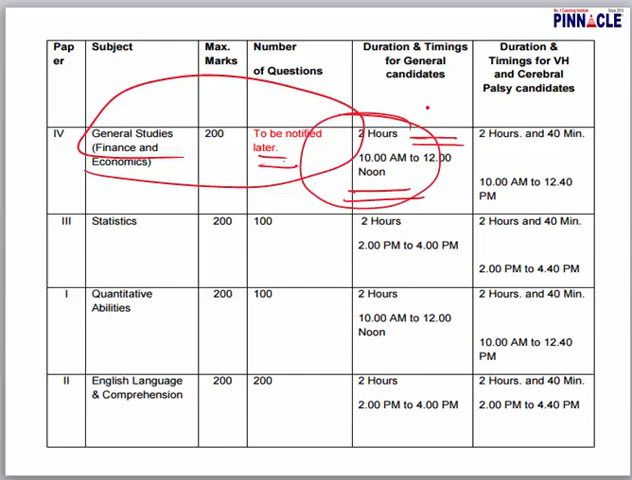 No. 1 Coaching Institute Since 2010
PINNACLE
Pap Subject Max. Number Duration & Timings Duration &
er Marks of Questions for General Timings for VH
candidates and Cerebral
Palsy candidates
IV General Studies 200 To be notified 2 Hours 2 Hours. and 40 Min.
(Finance and later.
Economics) 10.00 AM to 12.00
Noon 10.00 AM to 12.40
PM
III Statistics 200 100 2 Hours 2 Hours and 40 Min.
2.00 PM to 4.00 PM
2.00 PM to 4.40 PM
I Quantitative 200 100 2 Hours 2 Hours. and 40 Min.
Abilities
10.00 AM to 12.00
Noon 10.00 AM to 12.40
PM
II English Language 200 200 2 Hours 2 Hours. and 40 Min.
& Comprehension
2.00 PM to 4.00 PM 2.00 PM to 4.40 PM